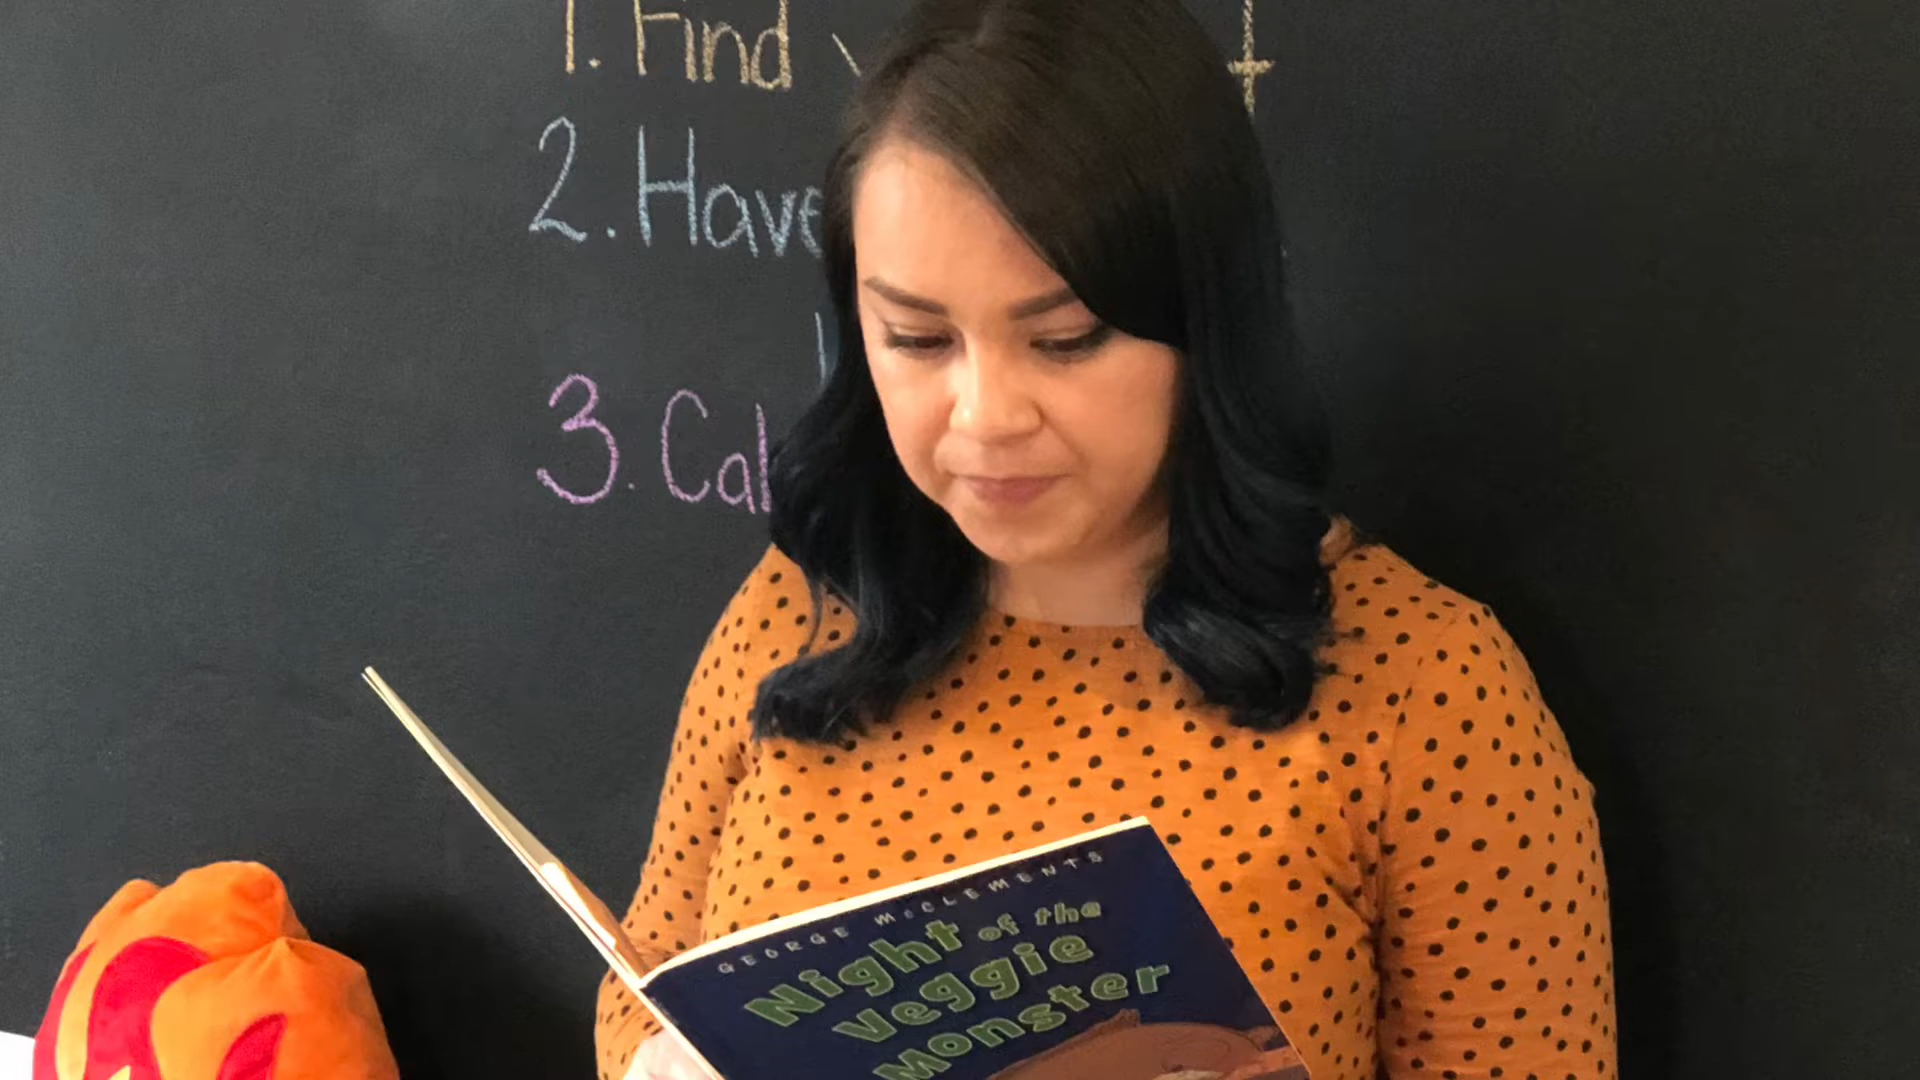 1. Find
2. Have
3. Cal
GEORGE McCLEMENTS
Night of the
Veggie
Monster